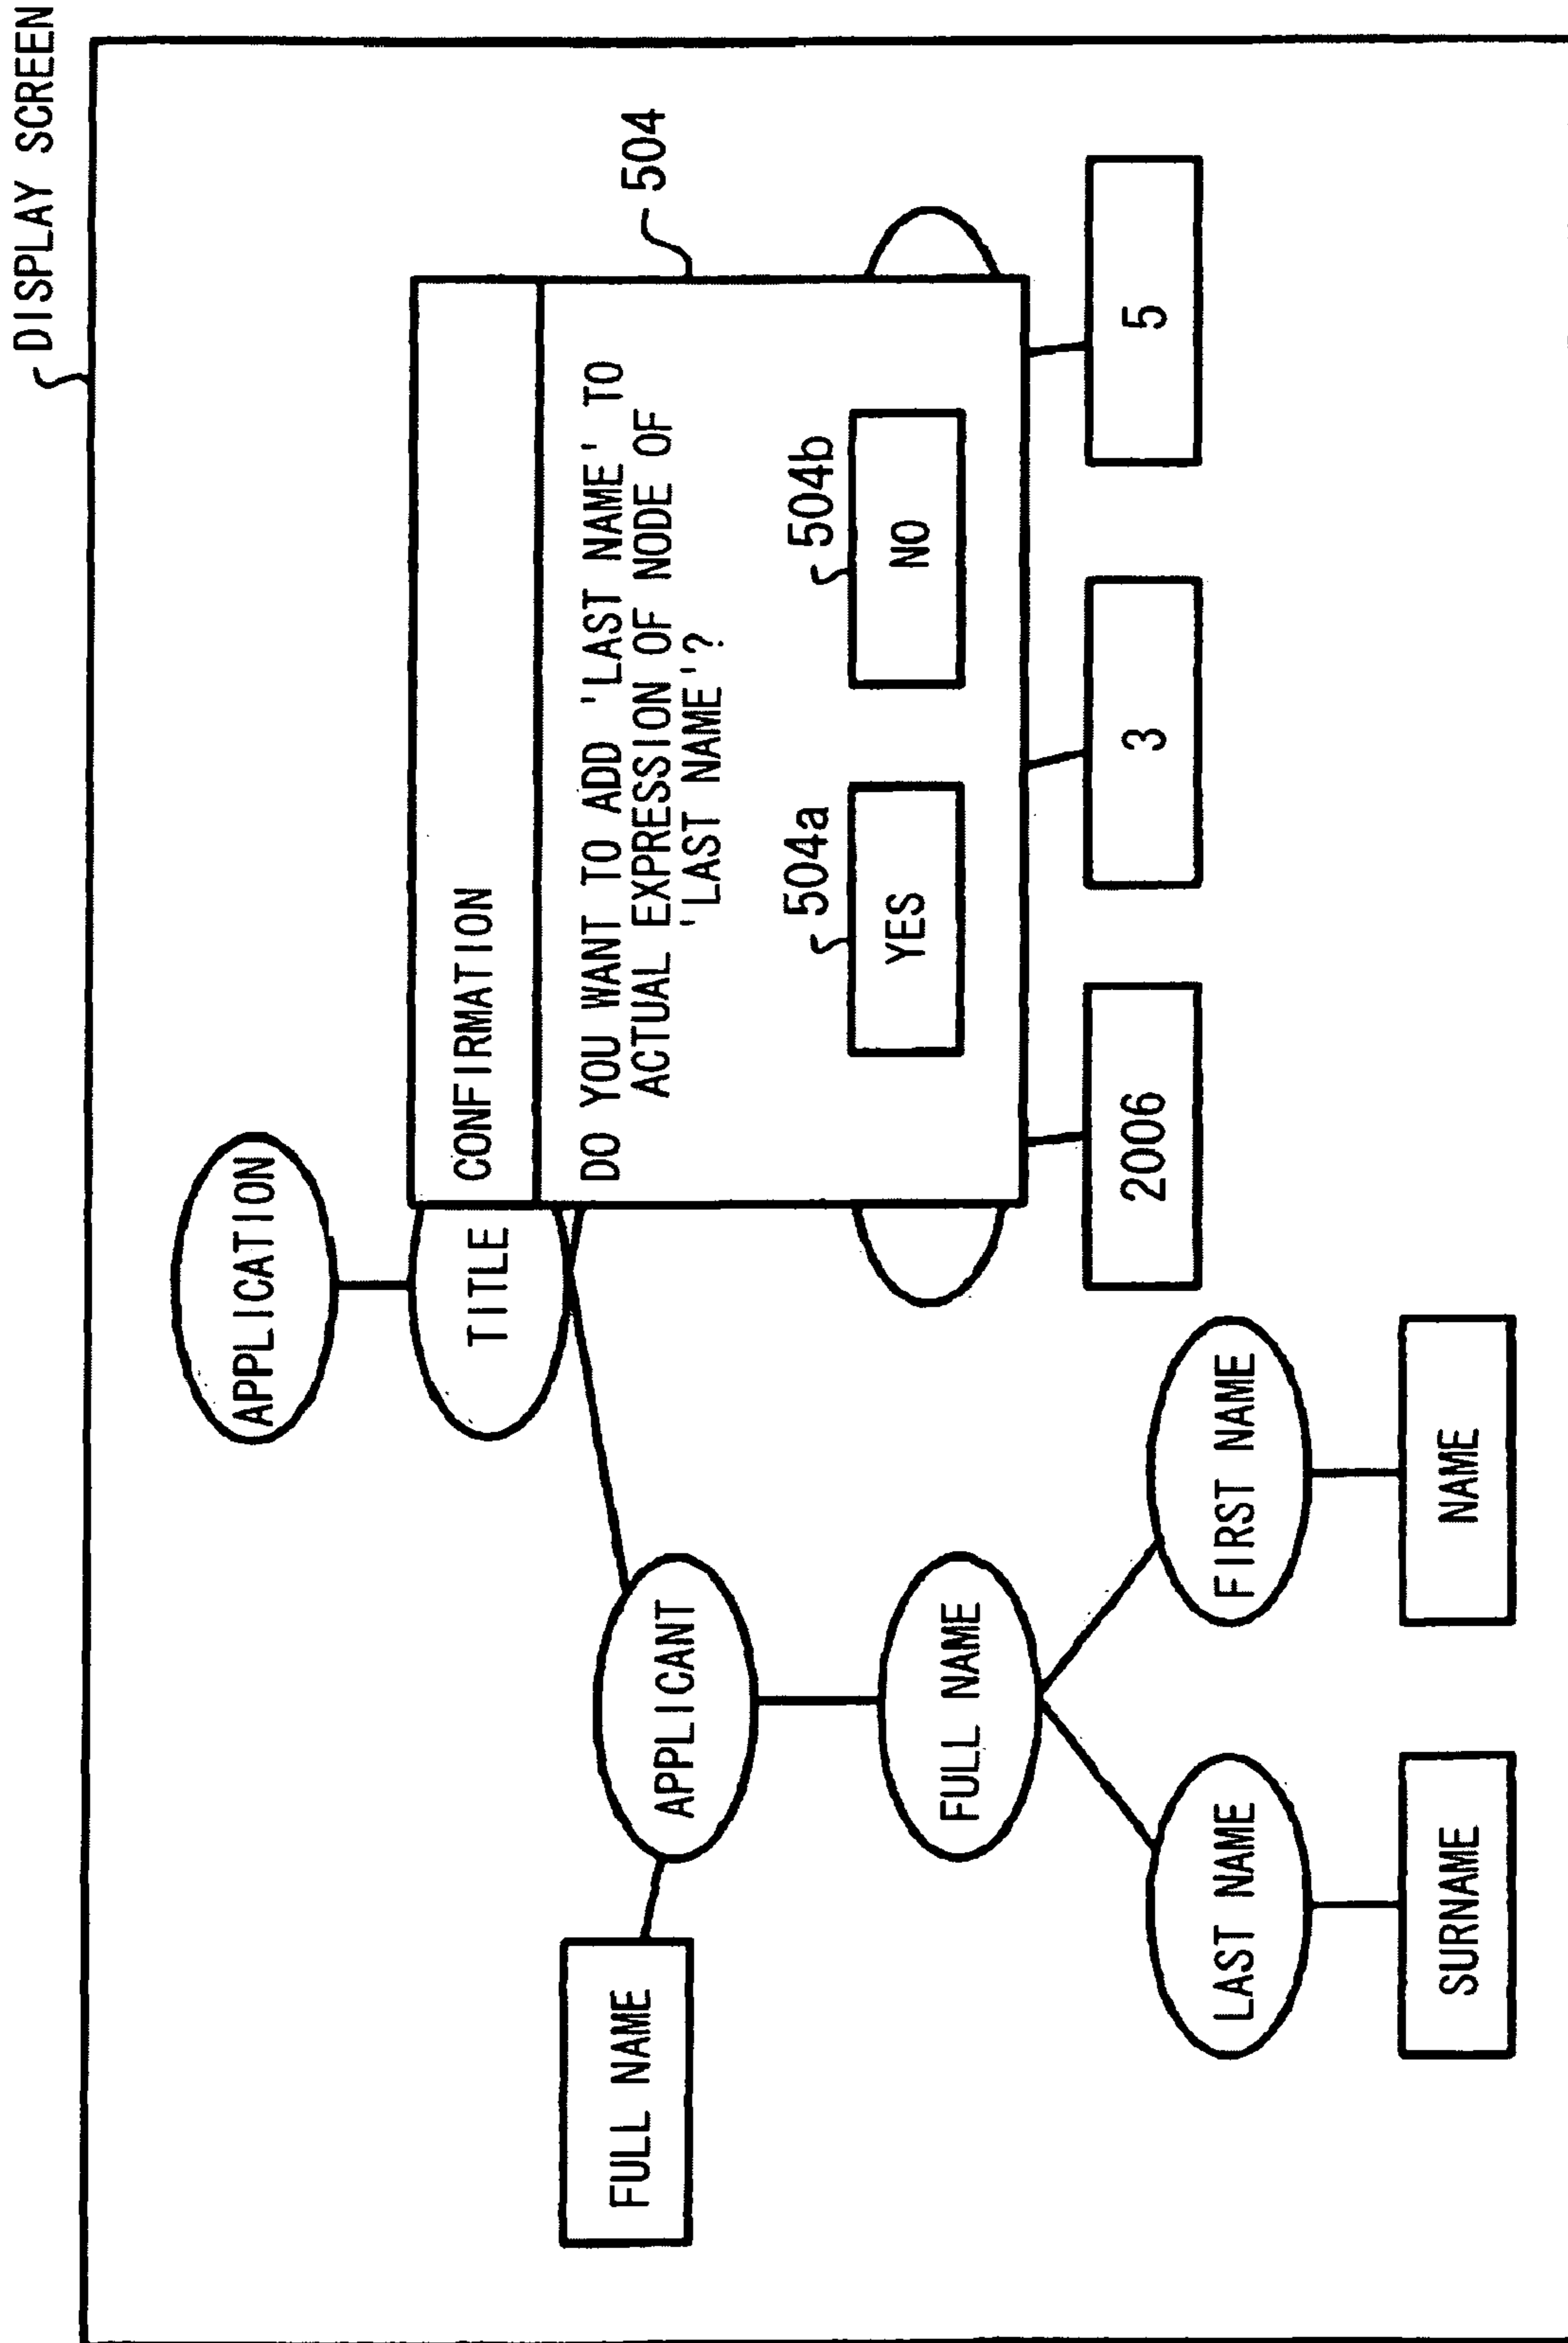 DISPLAY SCREEN
APPLICATION
TITLE
CONFIRMATION
504
DO YOU WANT TO ADD 'LAST NAME' TO
ACTUAL EXPRESSION OF NODE OF
'LAST NAME'?
504a
504b
YES
NO
FULL NAME
APPLICANT
FULL NAME
2006
3
5
LAST NAME
FIRST NAME
SURNAME
NAME